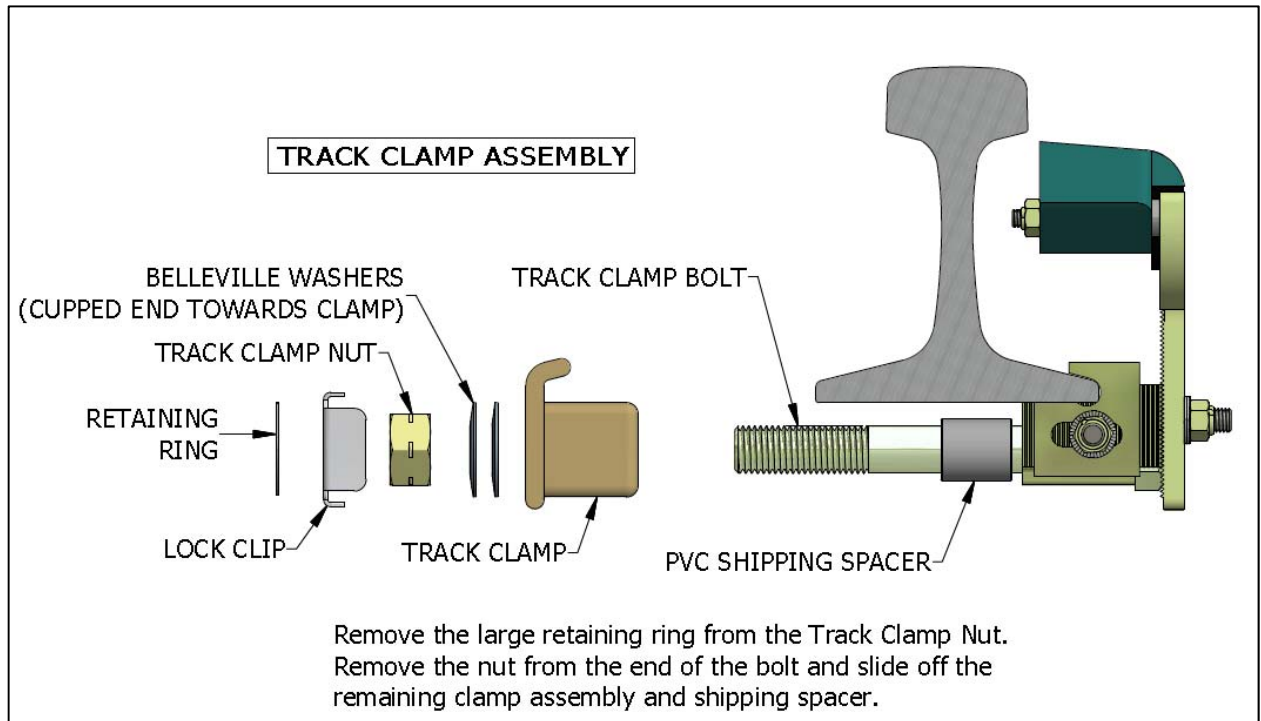 TRACK CLAMP ASSEMBLY
BELLEVILLE WASHERS
(CUPPED END TOWARDS CLAMP)
TRACK CLAMP BOLT
TRACK CLAMP NUT
RETAINING
RING
LOCK CLIP
TRACK CLAMP
PVC SHIPPING SPACER
Remove the large retaining ring from the Track Clamp Nut.
Remove the nut from the end of the bolt and slide off the
remaining clamp assembly and shipping spacer.